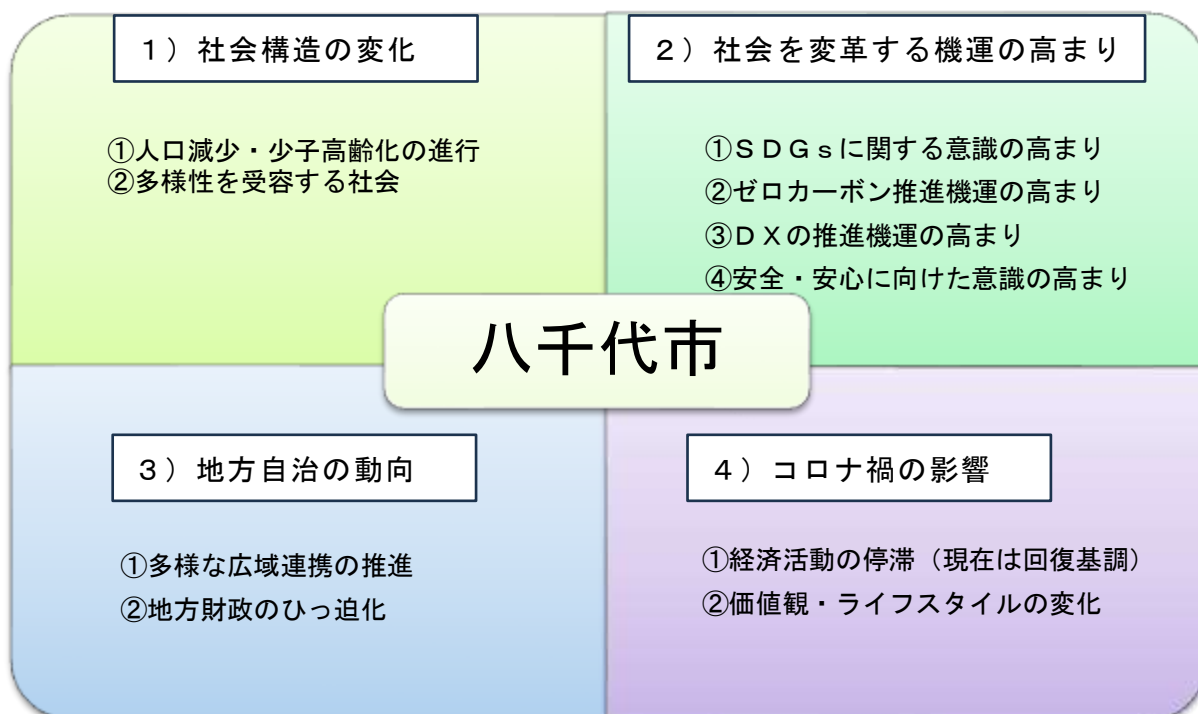 １）社会構造の変化
①人口減少・少子高齢化の進行
②多様性を受容する社会
２）社会を変革する機運の高まり
①ＳＤＧｓに関する意識の高まり
②ゼロカーボン推進機運の高まり
③ＤＸの推進機運の高まり
④安全・安心に向けた意識の高まり
八千代市
３）地方自治の動向
①多様な広域連携の推進
②地方財政のひっ迫化
４）コロナ禍の影響
①経済活動の停滞（現在は回復基調）
②価値観・ライフスタイルの変化